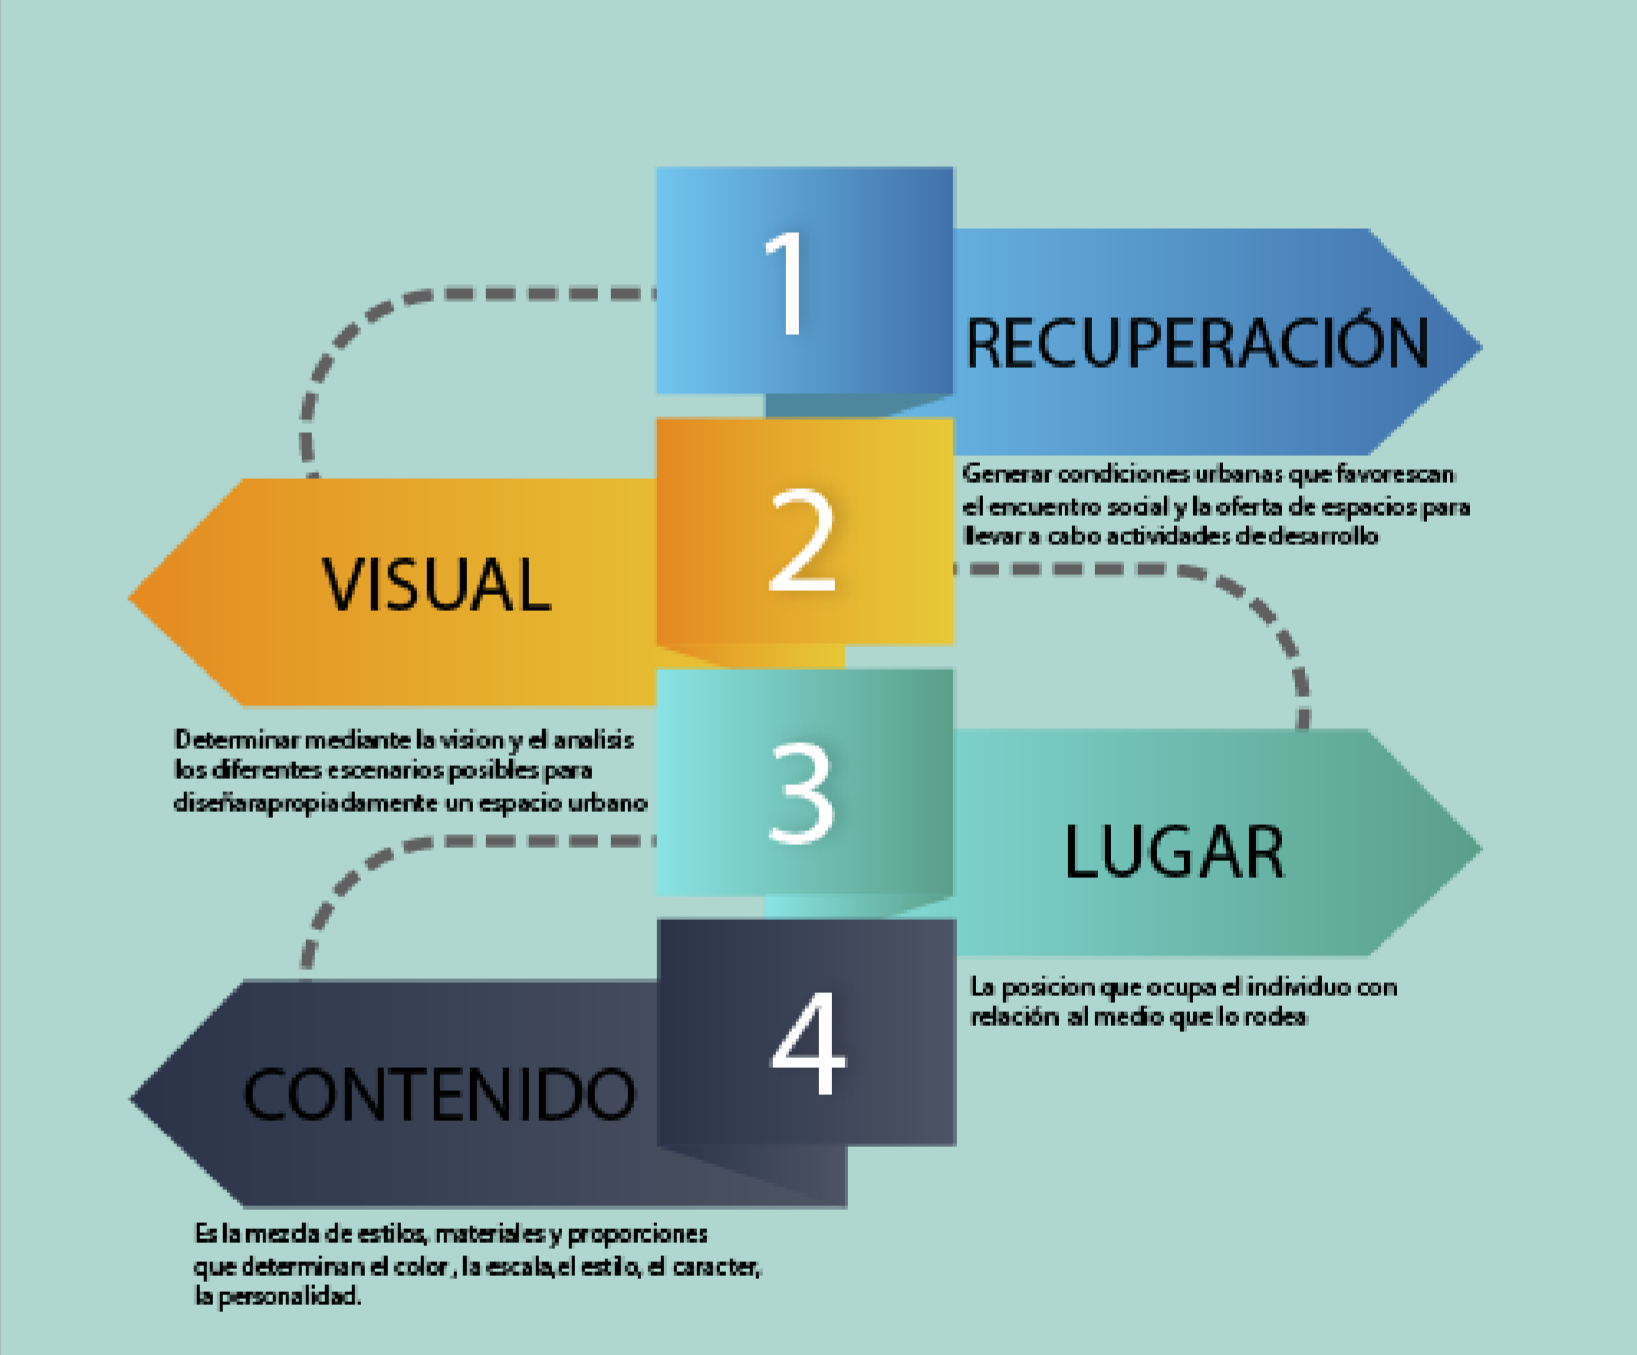 1
RECUPERACIÓN
Generar condiciones urbanas que favorescan
el encuentro social y la oferta de espacios para
llevar a cabo actividades de desarrollo
2
VISUAL
Determinar mediante la vision y el analisis
los diferentes escenarios posibles para
diseñarapropiadamente un espacio urbano
3
LUGAR
La posicion que ocupa el individuo con
relación al medio que lo rodea
4
CONTENIDO
Es la mezcla de estilos, materiales y proporciones
que determinan el color, la escala,el estilo, el caracter,
la personalidad.